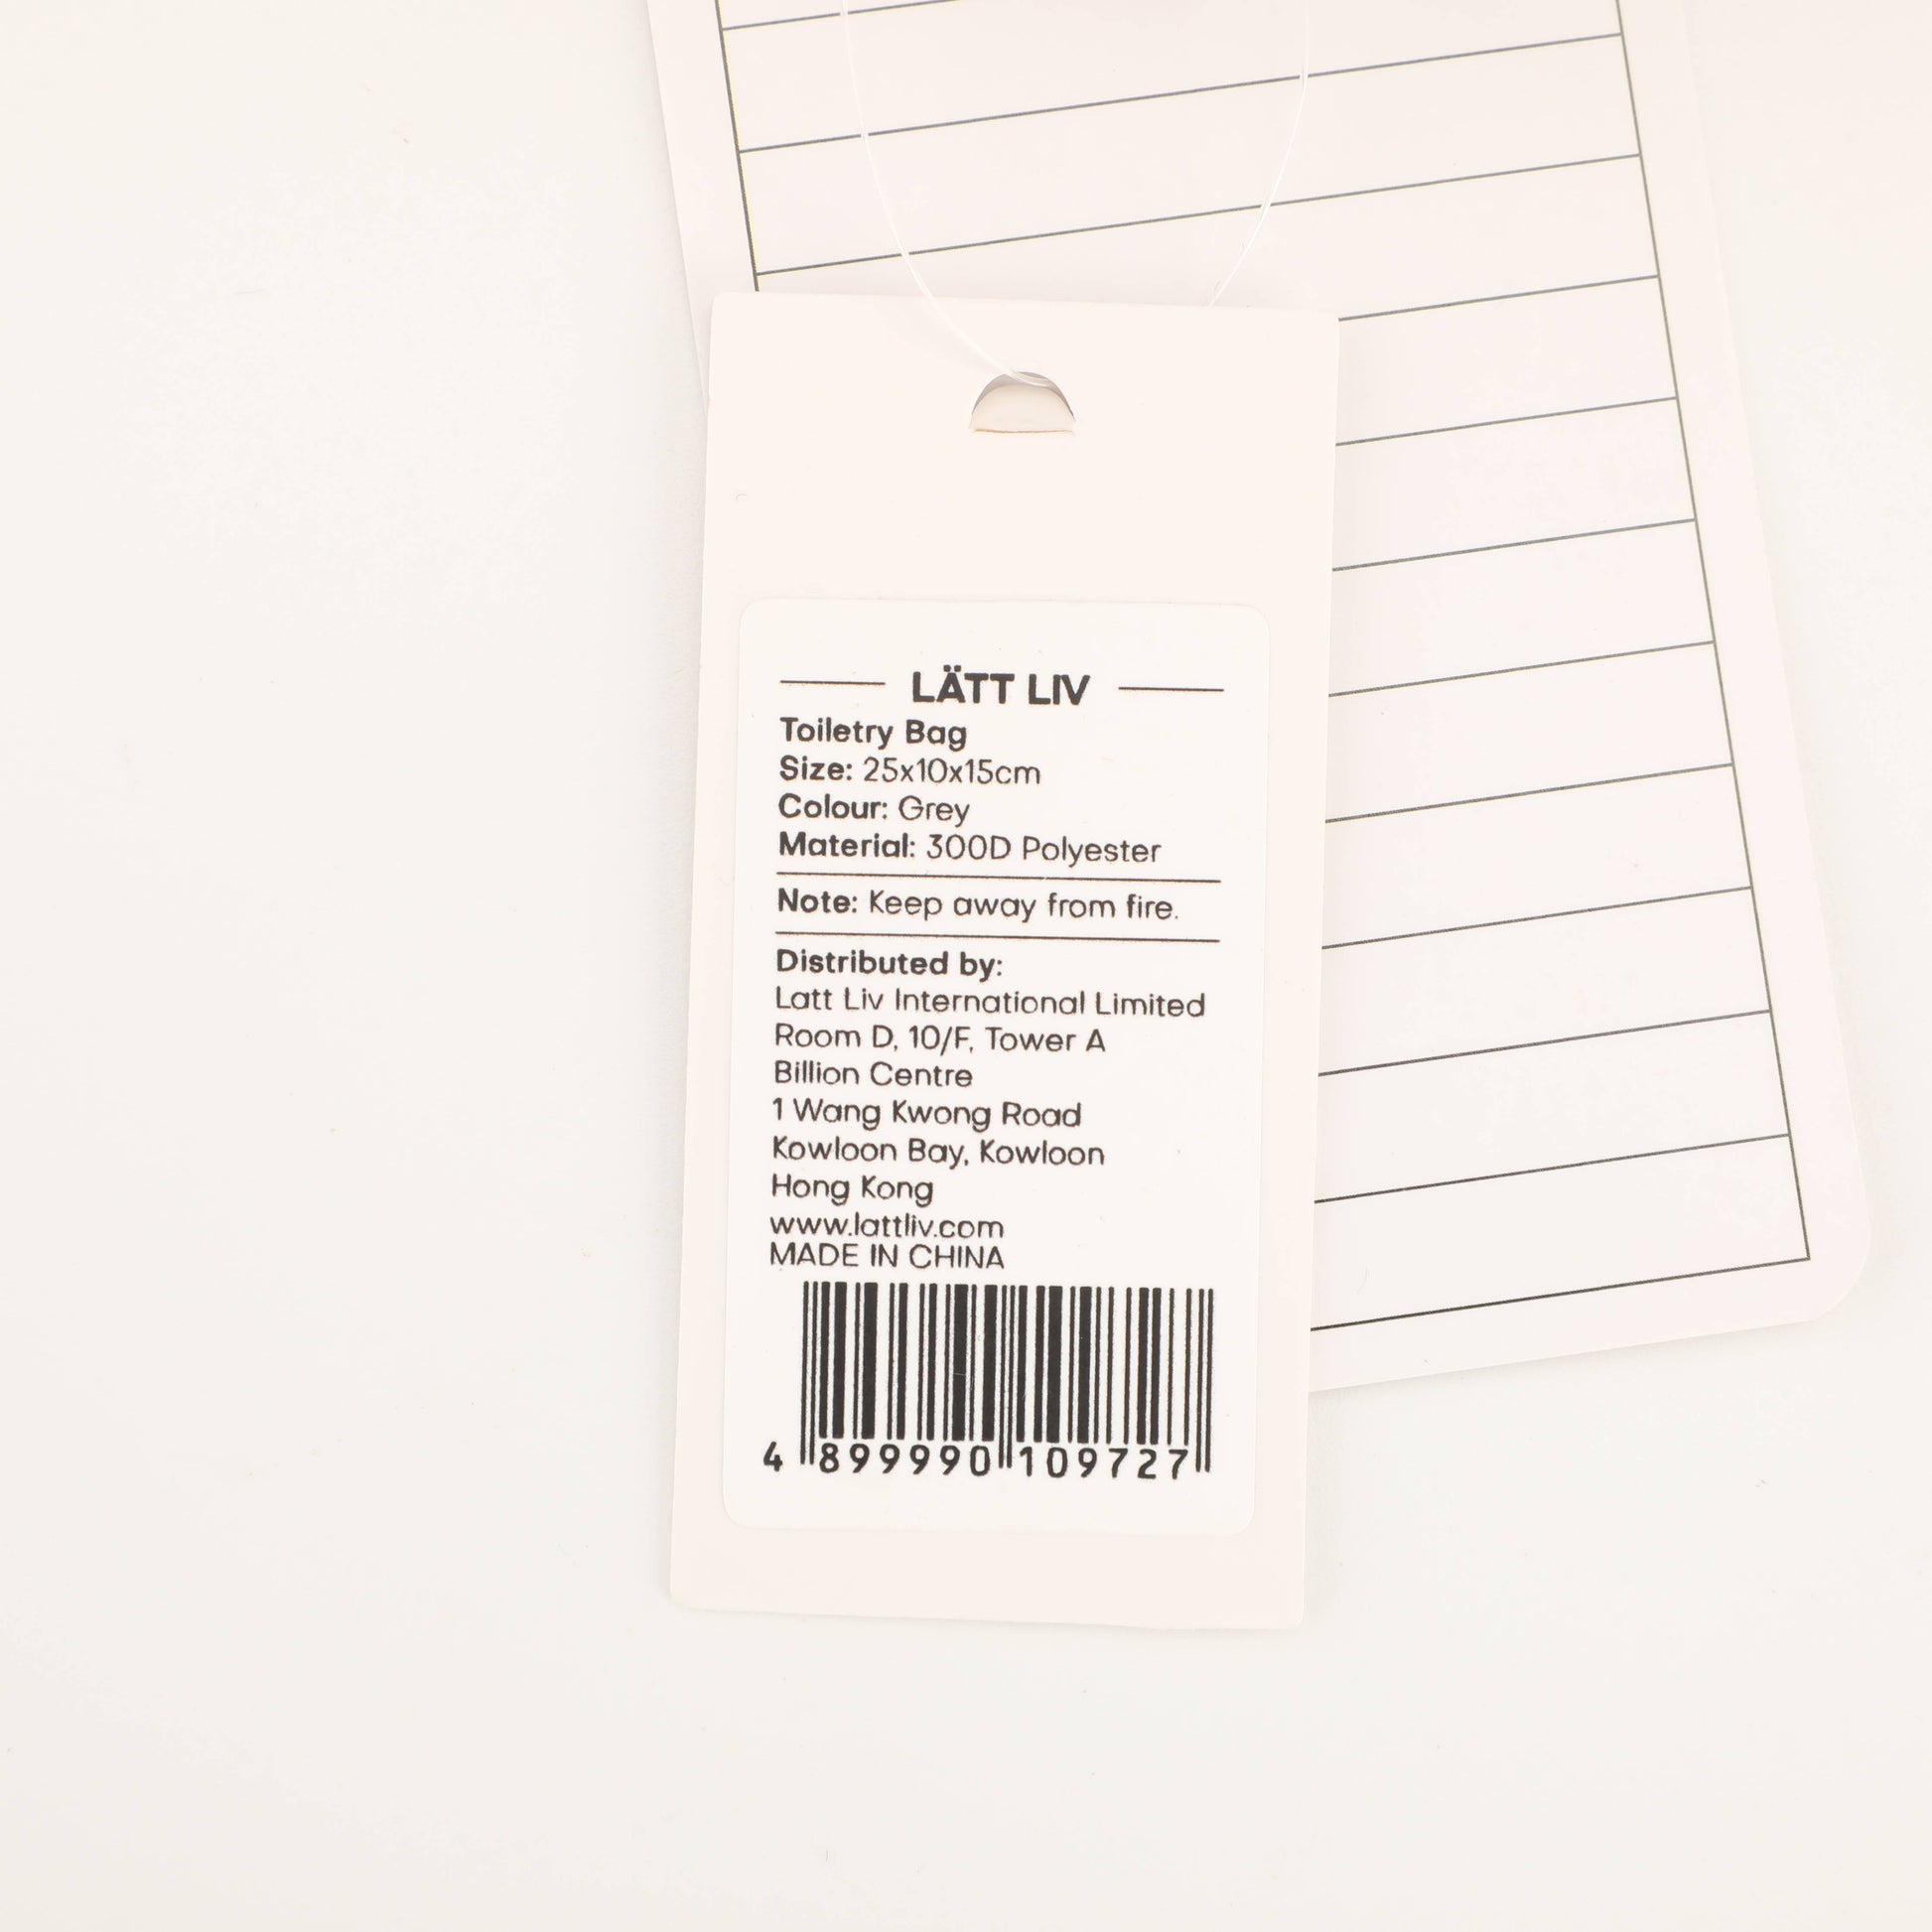 LÄTT LIV
Toiletry Bag
Size: 25x10x15cm
Colour: Grey
Material: 300D Polyester
Note: Keep away from fire.
Distributed by:
Latt Liv International Limited
Room D, 10/F, Tower A
Billion Centre
1 Wang Kwong Road
Kowloon Bay, Kowloon
Hong Kong
www.lattliv.com
MADE IN CHINA
4 899990 109727